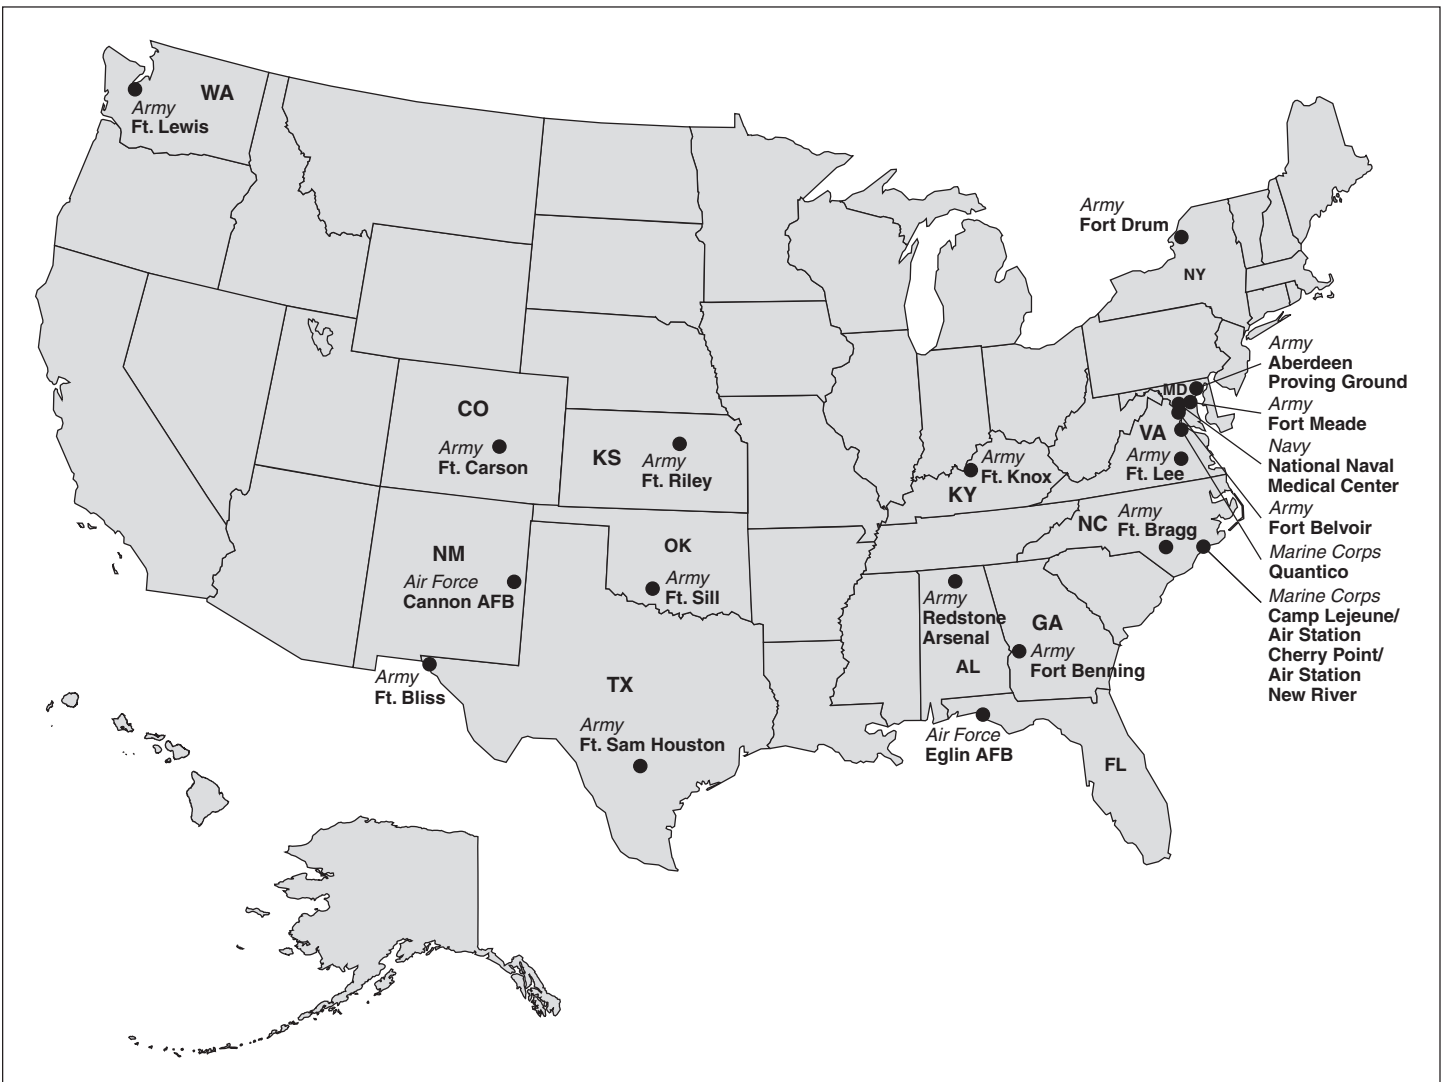 WA
Army
Ft. Lewis
Army
Fort Drum
NY
Army
Aberdeen
Proving Ground
MD
Army
Fort Meade
Navy
National Naval
Medical Center
Army
Fort Belvoir
Marine Corps
Quantico
Marine Corps
Camp Lejeune/
Air Station
Cherry Point/
Air Station
New River
CO
Army
Ft. Carson
KS
Army
Ft. Riley
Army
Ft. Knox
KY
VA
Army
Ft. Lee
NC
Army
Ft. Bragg
NM
Air Force
Cannon AFB
OK
Army
Ft. Sill
Army
Redstone
Arsenal
AL
GA
Army
Fort Benning
Army
Ft. Bliss
TX
Army
Ft. Sam Houston
Air Force
Eglin AFB
FL